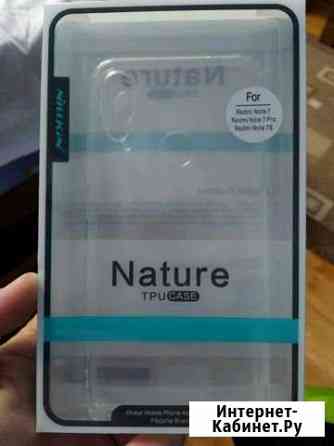 Nature
NILLKIN
For
Redmi Note 7
Redmi Note 7 Pro
Redmi Note 7S
Nature
TPU CASE
Интернет-
Кабинет.Ру